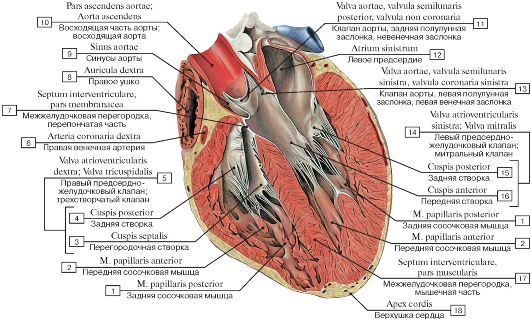 Pars ascendens aortae;
Aorta ascendens
10
Восходящая часть аорты;
восходящая аорта
Sinus aortae
9
Синусы аорты
Auricula dextra
8
Правое ушко
Septum interventriculare,
pars membranacea
7
Межжелудочковая перегородка,
перепончатая часть
Arteria coronaria dextra
6
Правая венечная артерия
Valva atrioventricularis
dextra; Valva tricuspidalis
5
Правый предсердно-
желудочковый клапан;
трехстворчатый клапан
Cuspis posterior
4
Задняя створка
Cuspis septalis
3
Перегородочная створка
M. papillaris anterior
2
Передняя сосочковая мышца
M. papillaris posterior
1
Задняя сосочковая мышца
Valva aortae, valvula semilunaris
posterior, valvula non coronaria
11
Клапан аорты, задняя полулунная
заслонка, невенечная заслонка
Atrium sinistrum
12
Левое предсердие
Valva aortae, valvula semilunaris
sinistra, valvula coronaria sinistra
13
Клапан аорты, левая полулунная
заслонка, левая венечная заслонка
Valva atrioventricularis
sinistra; Valva mitralis
14
Левый предсердно-
желудочковый клапан;
митральный клапан
Cuspis posterior
15
Задняя створка
Cuspis anterior
16
Передняя створка
M. papillaris posterior
1
Задняя сосочковая мышца
M. papillaris anterior
2
Передняя сосочковая мышца
Septum interventriculare,
pars muscularis
17
Межжелудочковая перегородка,
мышечная часть
Apex cordis
18
Верхушка сердца